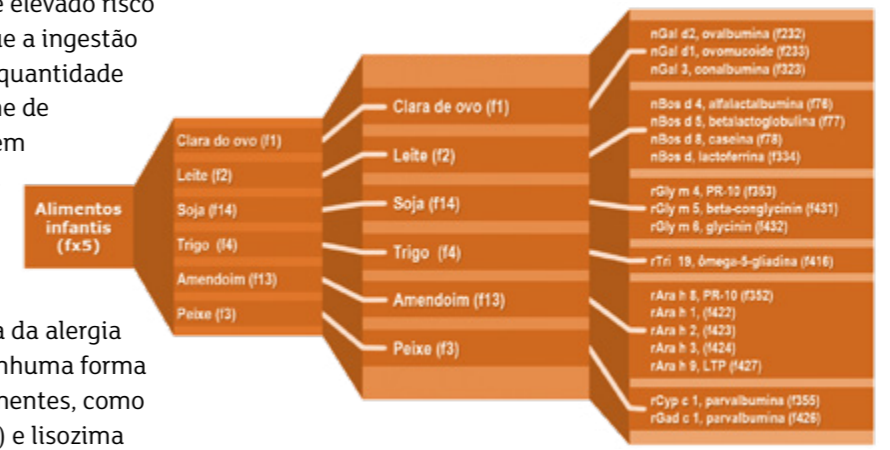 e elevado risco
ue a ingestão
quantidade
ne de
em
a da alergia
nhuma forma
nentes, como
) e lisozima
Alimentos
infantis
(fx5)
Clara do ovo (f1)
Leite (f2)
Soja (f14)
Trigo (f4)
Amendoim (f13)
Peixe (f3)
Clara de ovo (f1)
Leite (f2)
Soja (f14)
Trigo (f4)
Amendoim (f13)
Peixe (f3)
nGal d2, ovalbumina (f232)
nGal d1, ovomucoide (f233)
nGal 3, conalbumina (f323)
nBos d 4, alfalactalbumina (f76)
nBos d 5, betalactoglobulina (f77)
nBos d 8, caseina (f78)
nBos d, lactoferrina (f334)
rGly m 4, PR-10 (f353)
rGly m 5, beta-conglycinin (f431)
rGly m 6, glycinin (f432)
rTri 19, ômega-5-gliadina (f416)
rAra h 8, PR-10 (f352)
rAra h 1, (f422)
rAra h 2, (f423)
rAra h 3, (f424)
rAra h 9, LTP (f427)
rCyp c 1, parvalbumina (f355)
rGad c 1, parvalbumina (f426)